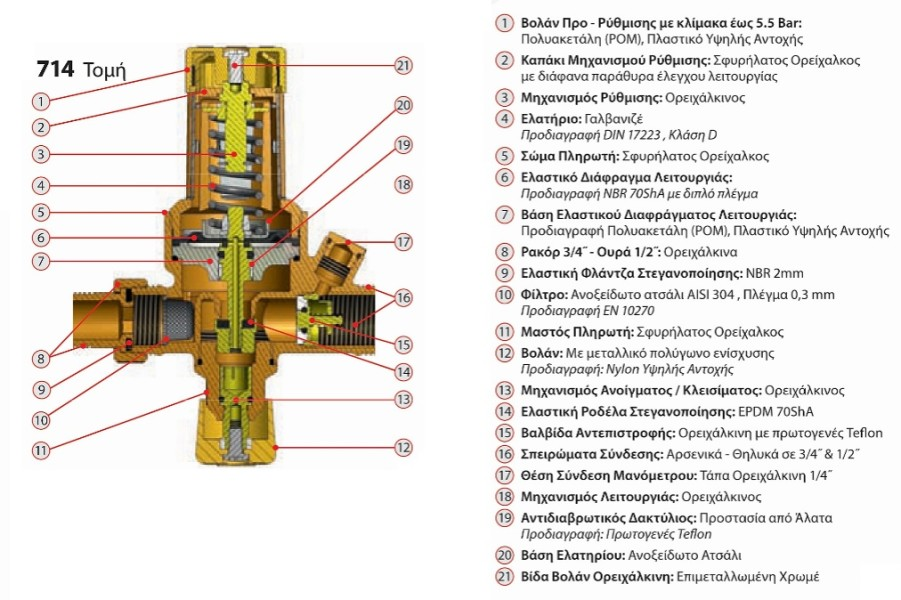 714 Τομή
1
2
3
4
5
6
7
8
9
10
11
21
20
19
18
17
16
15
14
13
12
1 Βολάν Προ - Ρύθμισης με κλίμακα έως 5.5 Bar:
Πολυακετάλη (POM), Πλαστικό Υψηλής Αντοχής
2 Καπάκι Μηχανισμού Ρύθμισης: Σφυρήλατος Ορείχαλκος
με διάφανα παράθυρα έλεγχου λειτουργίας
3 Μηχανισμός Ρύθμισης: Ορειχάλκινος
4 Ελατήριο: Γαλβανιζέ
Προδιαγραφή DIN 17223 , Κλάση D
5 Σώμα Πληρωτή: Σφυρήλατος Ορείχαλκος
6 Ελαστικό Διάφραγμα Λειτουργιάς:
Προδιαγραφή NBR 70ShA με διπλό πλέγμα
7 Βάση Ελαστικού Διαφράγματος Λειτουργιάς:
Προδιαγραφή Πολυακετάλη (POM), Πλαστικό Υψηλής Αντοχής
8 Ρακόρ 3/4˝ - Ουρά 1/2˝: Ορειχάλκινα
9 Ελαστική Φλάντζα Στεγανοποίησης: NBR 2mm
10 Φίλτρο: Ανοξείδωτο ατσάλι AISI 304 , Πλέγμα 0,3 mm
Προδιαγραφή EN 10270
11 Μαστός Πληρωτή: Σφυρήλατος Ορείχαλκος
12 Βολάν: Με μεταλλικό πολύγωνο ενίσχυσης
Προδιαγραφή: Nylon Υψηλής Αντοχής
13 Μηχανισμός Ανοίγματος / Κλεισίματος: Ορειχάλκινος
14 Ελαστική Ροδέλα Στεγανοποίησης: EPDM 70ShA
15 Βαλβίδα Αντεπιστροφής: Ορειχάλκινη με πρωτογενές Teflon
16 Σπειρώματα Σύνδεσης: Αρσενικά - Θηλυκά σε 3/4˝ & 1/2˝
17 Θέση Σύνδεση Μανόμετρου: Τάπα Ορειχάλκινη 1/4˝
18 Μηχανισμός Λειτουργιάς: Ορειχάλκινος
19 Αντιδιαβρωτικός Δακτύλιος: Προστασία από Άλατα
Προδιαγραφή: Πρωτογενές Teflon
20 Βάση Ελατηρίου: Ανοξείδωτο Ατσάλι
21 Βίδα Βολάν Ορειχάλκινη: Επιμεταλλωμένη Χρωμέ